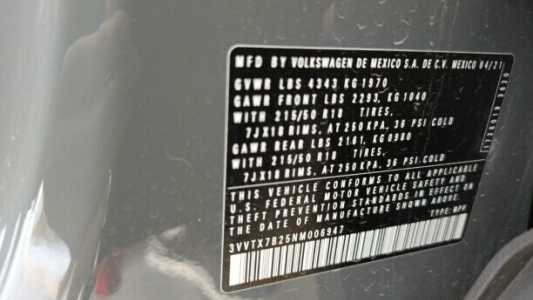 MFD BY VOLKSWAGEN DE MEXICO S.A. DE C.V. MEXICO 04/21
GVWR LBS 4343 KG 1970
GAWR FRONT LBS 2293, KG 1040
WITH 215/50 R18 TIRES,
7JX18 RIMS, AT 250 KPA, 36 PSI COLD
GAWR REAR LBS 2161, KG 0980
WITH 215/50 R18 TIRES,
7JX18 RIMS, AT 250 KPA, 36 PSI COLD
THIS VEHICLE CONFORMS TO ALL APPLICABLE
U.S. FEDERAL MOTOR VEHICLE SAFETY AND
THEFT PREVENTION STANDARDS IN EFFECT ON
THE DATE OF MANUFACTURE SHOWN ABOVE.
TYPE: MPV
3VVTX7B25NM006947